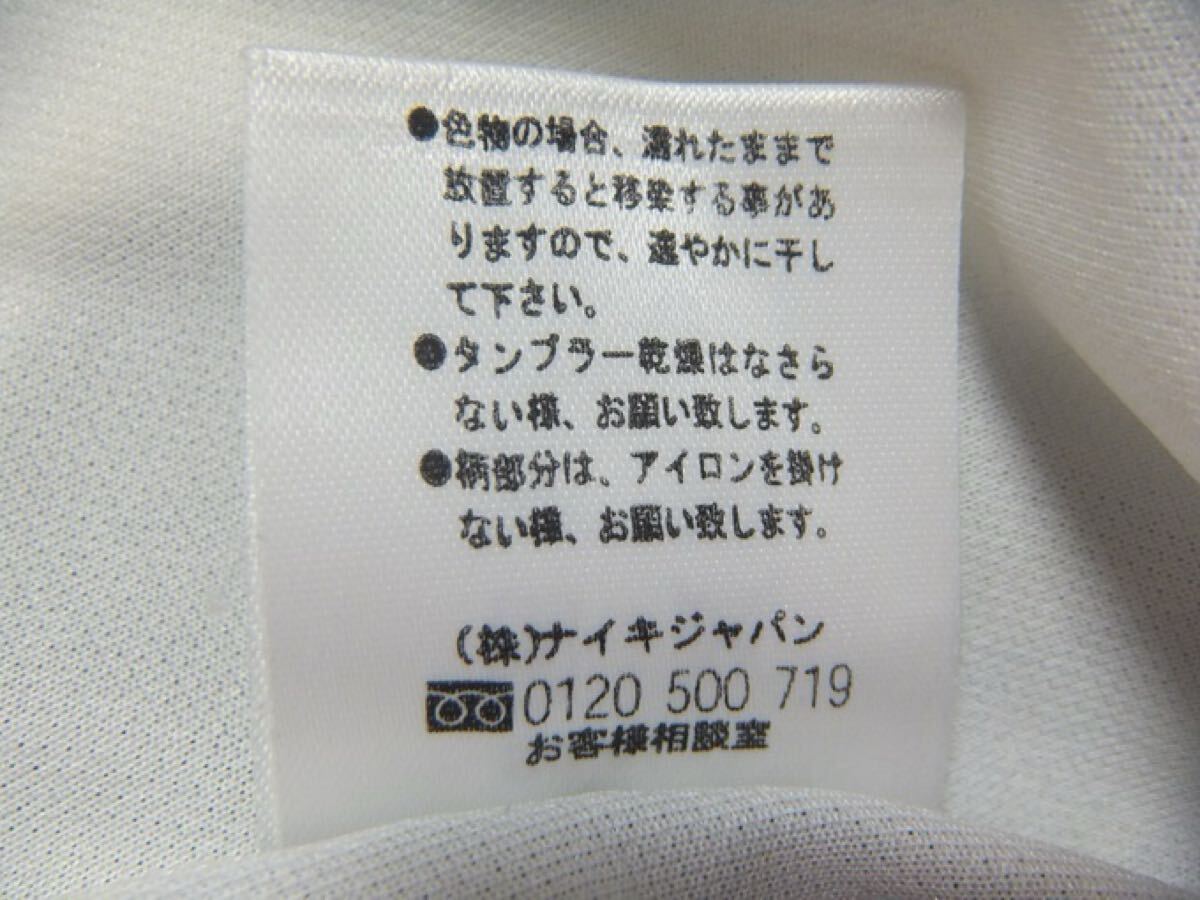 ●色物の場合、濡れたままで
放置すると移染する事があ
りますので、速やかに干し
て下さい。
●タンブラー乾燥はなさら
ない様、お願い致します。
●柄部分は、アイロンを掛け
ない様、お願い致します。
(株)ナイキジャパン
0120 500 719
お客様相談室